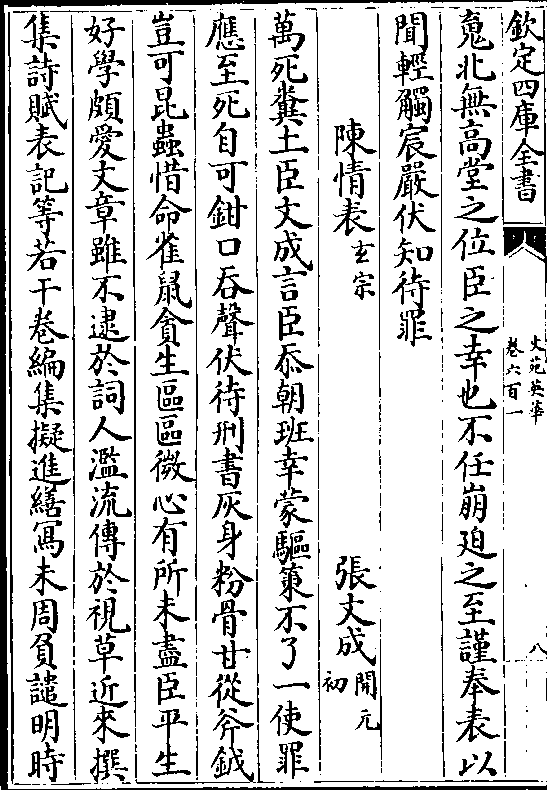 欽定四庫全書
文苑英華
卷六百一
八
䰟北無高堂之位臣之幸也不任崩迫之至謹奉表以
聞輕觸宸嚴伏知待罪
陳情表玄宗 張文成開元初
萬死糞土臣文成言臣忝朝班幸蒙驅策不了一使罪
應至死自可鉗口吞聲伏待刑書灰身粉骨甘從斧鉞
豈可昆蟲惜命雀鼠貪生區區微心有所未盡臣平生
好學頗愛文章雖不逮於詞人濫流傳於視草近來撰
集詩賦表記等若干卷編集擬進繕寫未周負譴明時